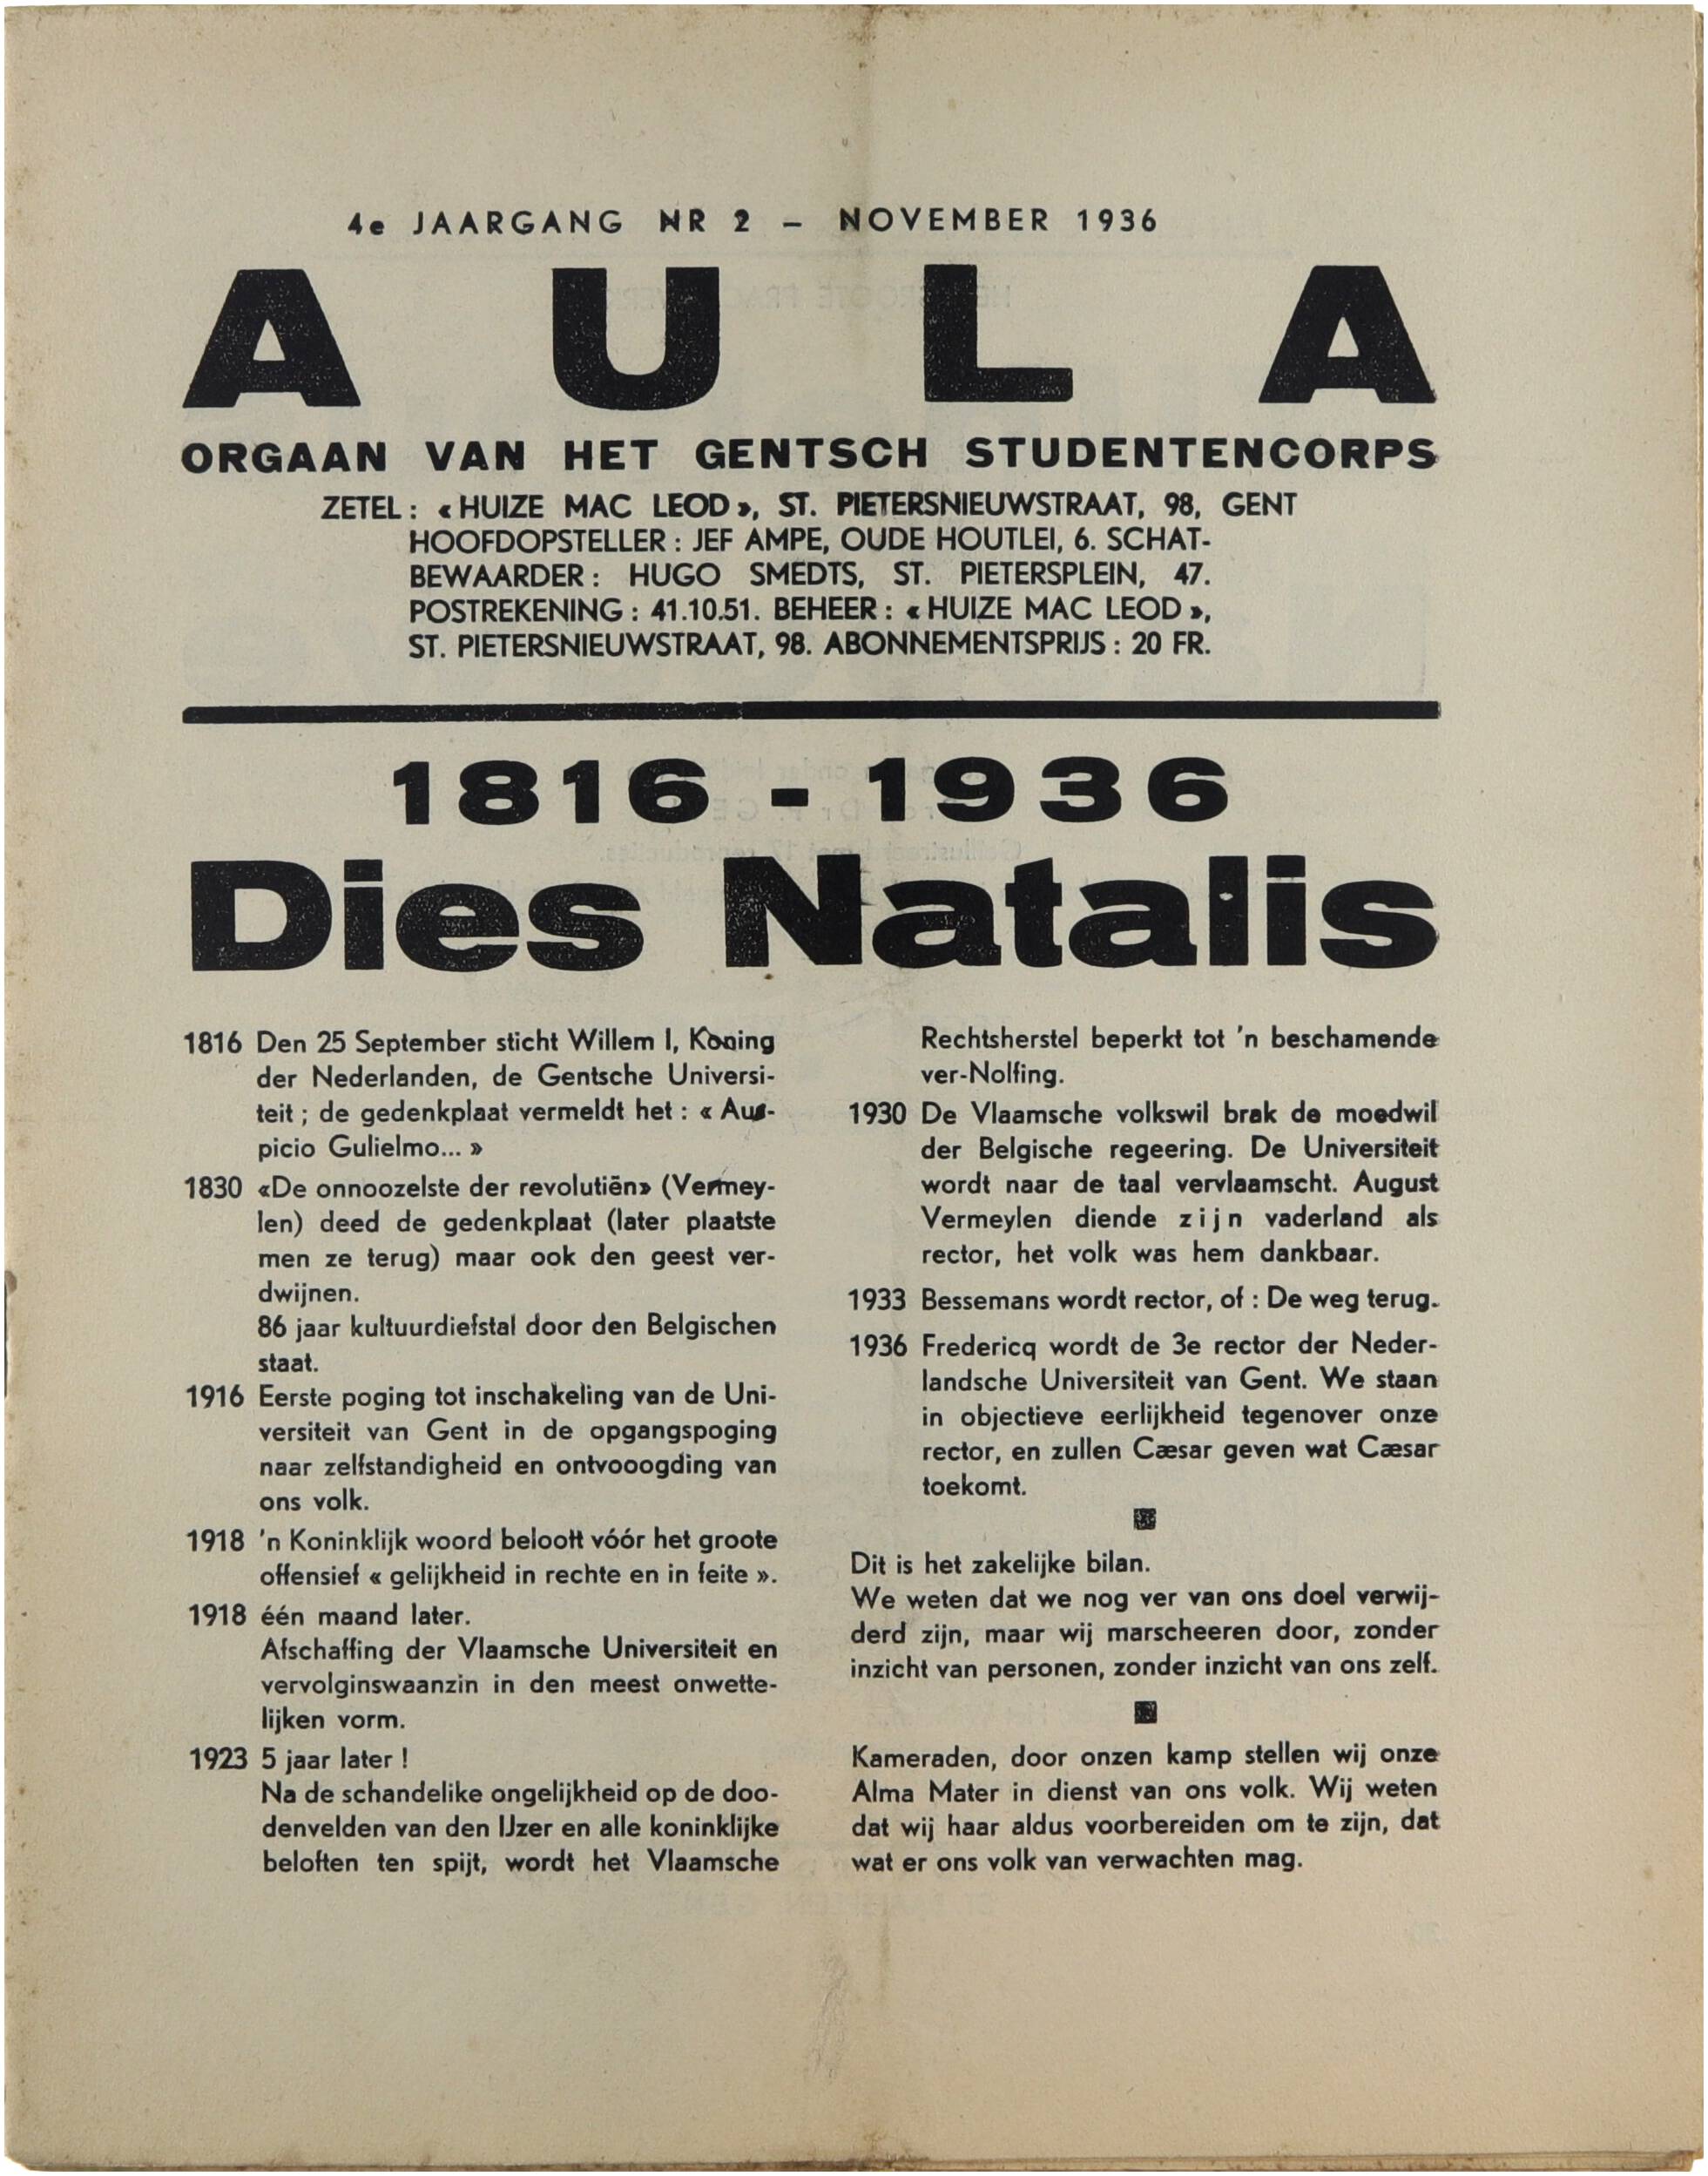 4e JAARGANG NR 2 – NOVEMBER 1936
AULA
ORGAAN VAN HET GENTSCH STUDENTENCORPS
ZETEL : « HUIZE MAC LEOD », ST. PIETERSNIEUWSTRAAT, 98, GENT
HOOFDOPSTELLER : JEF AMPE, OUDE HOUTLEI, 6. SCHAT-
BEWAARDER : HUGO SMEDTS, ST. PIETERSPLEIN, 47.
POSTREKENING : 41.10.51. BEHEER : « HUIZE MAC LEOD »,
ST. PIETERSNIEUWSTRAAT, 98. ABONNEMENTSPRIJS : 20 FR.
1816 - 1936
Dies Natalis
1816 Den 25 September sticht Willem I, Koning
der Nederlanden, de Gentsche Universi-
teit ; de gedenkplaat vermeldt het : « Aus-
picio Gulielmo... »
1830 «De onnoozelste der revolutiën» (Vermey-
len) deed de gedenkplaat (later plaatste
men ze terug) maar ook den geest ver-
dwijnen.
86 jaar kultuurdiefstal door den Belgischen
staat.
1916 Eerste poging tot inschakeling van de Uni-
versiteit van Gent in de opgangspoging
naar zelfstandigheid en ontvooogding van
ons volk.
1918 'n Koninklijk woord belooft vóór het groote
offensief « gelijkheid in rechte en in feite ».
1918 één maand later.
Afschaffing der Vlaamsche Universiteit en
vervolginswaanzin in den meest onwette-
lijken vorm.
1923 5 jaar later !
Na de schandelike ongelijkheid op de doo-
denvelden van den IJzer en alle koninklijke
beloften ten spijt, wordt het Vlaamsche
Rechtsherstel beperkt tot 'n beschamende
ver-Nolfing.
1930 De Vlaamsche volkswil brak de moedwil
der Belgische regeering. De Universiteit
wordt naar de taal vervlaamscht. August
Vermeylen diende zijn vaderland als
rector, het volk was hem dankbaar.
1933 Bessemans wordt rector, of : De weg terug.
1936 Fredericq wordt de 3e rector der Neder-
landsche Universiteit van Gent. We staan
in objectieve eerlijkheid tegenover onze
rector, en zullen Cæsar geven wat Cæsar
toekomt.
Dit is het zakelijke bilan.
We weten dat we nog ver van ons doel verwij-
derd zijn, maar wij marscheeren door, zonder
inzicht van personen, zonder inzicht van ons zelf.
Kameraden, door onzen kamp stellen wij onze
Alma Mater in dienst van ons volk. Wij weten
dat wij haar aldus voorbereiden om te zijn, dat
wat er ons volk van verwachten mag.